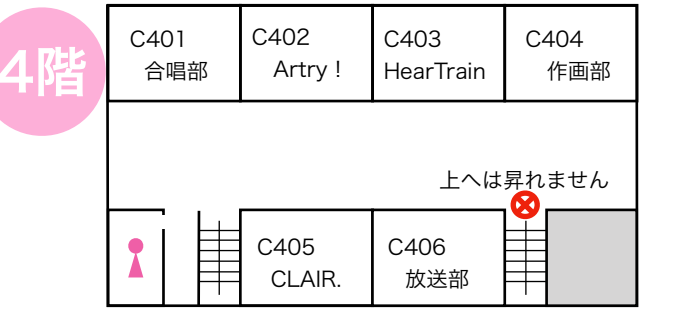 4階
C401
合唱部
C402
Artry！
C403
HearTrain
C404
作画部
上へは昇れません
C405
CLAIR.
C406
放送部